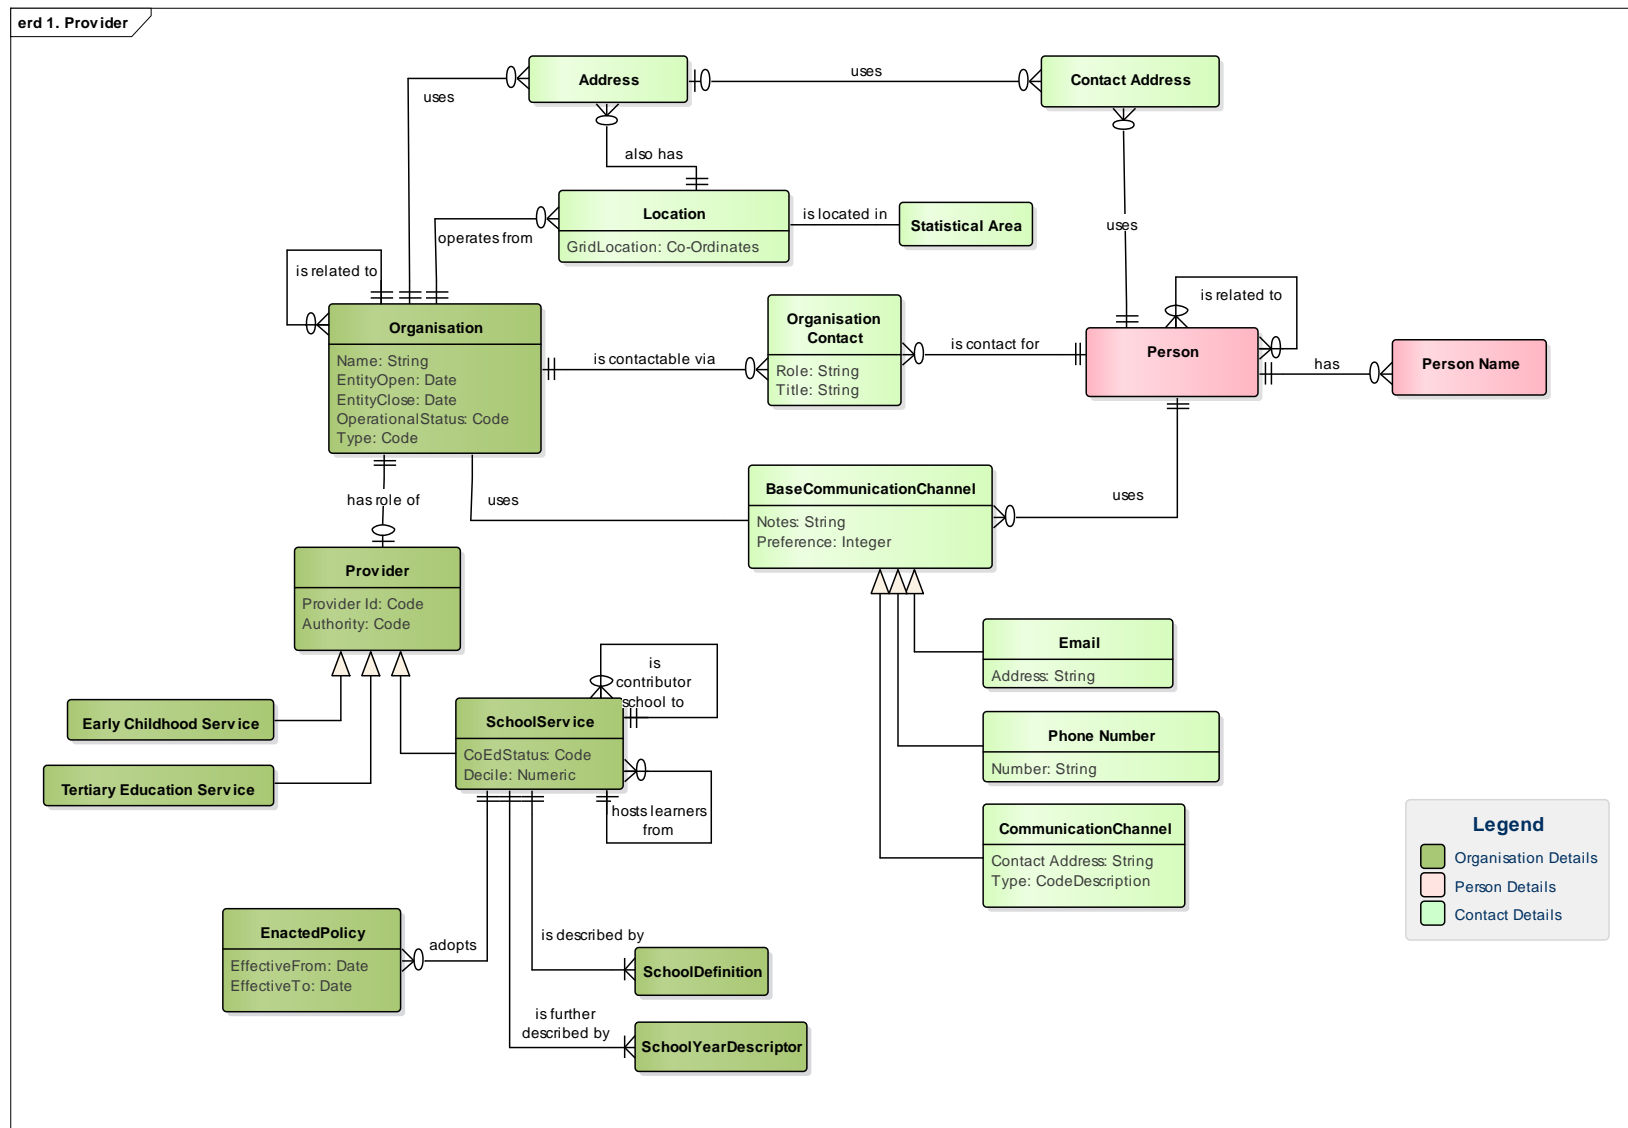 erd 1. Provider
Address
uses
Contact Address
uses
also has
Location
GridLocation: Co-Ordinates
is located in
Statistical Area
operates from
uses
is related to
Organisation
Name: String
EntityOpen: Date
EntityClose: Date
OperationalStatus: Code
Type: Code
is contactable via
Organisation
Contact
Role: String
Title: String
is contact for
is related to
Person
has
Person Name
has role of
uses
BaseCommunicationChannel
Notes: String
Preference: Integer
uses
Provider
Provider Id: Code
Authority: Code
Email
Address: String
is
contributor
school to
Early Childhood Service
SchoolService
CoEdStatus: Code
Decile: Numeric
Phone Number
Number: String
Tertiary Education Service
hosts learners
from
CommunicationChannel
Contact Address: String
Type: CodeDescription
Legend
Organisation Details
Person Details
Contact Details
EnactedPolicy
EffectiveFrom: Date
EffectiveTo: Date
adopts
is described by
SchoolDefinition
is further
described by
SchoolYearDescriptor